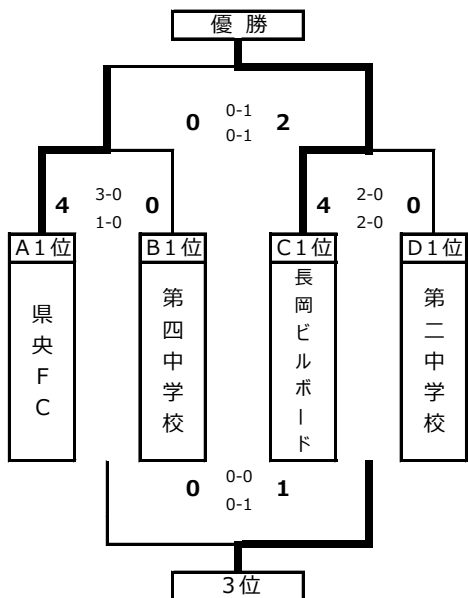 優 勝
0 0-1 2
0-1
4 3-0 0
1-0
4 2-0 0
2-0
A1位
B1位
C1位
D1位
県央FC
第四中学校
長岡ビルボード
第二中学校
0 0-0 1
0-1
3位